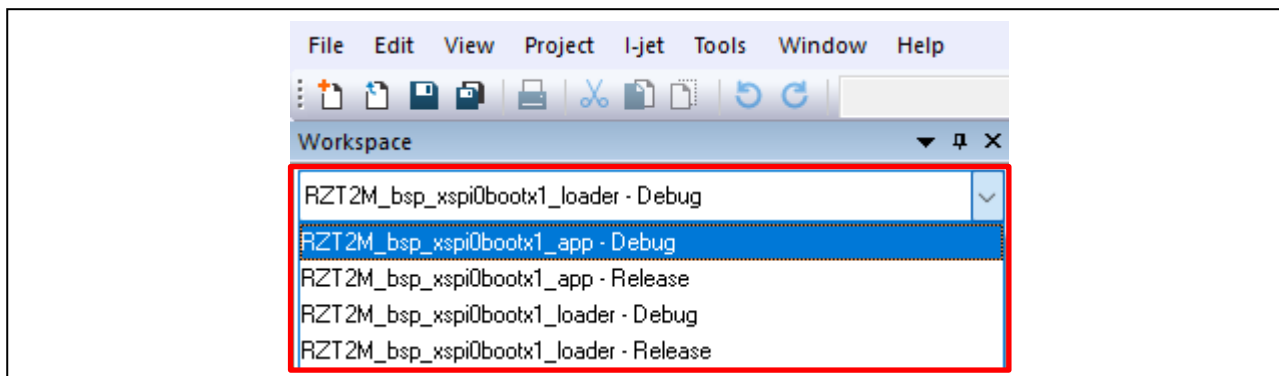 File Edit View Project I-jet Tools Window Help
Workspace
RZT2M_bsp_xspi0bootx1_loader - Debug
RZT2M_bsp_xspi0bootx1_app - Debug
RZT2M_bsp_xspi0bootx1_app - Release
RZT2M_bsp_xspi0bootx1_loader - Debug
RZT2M_bsp_xspi0bootx1_loader - Release